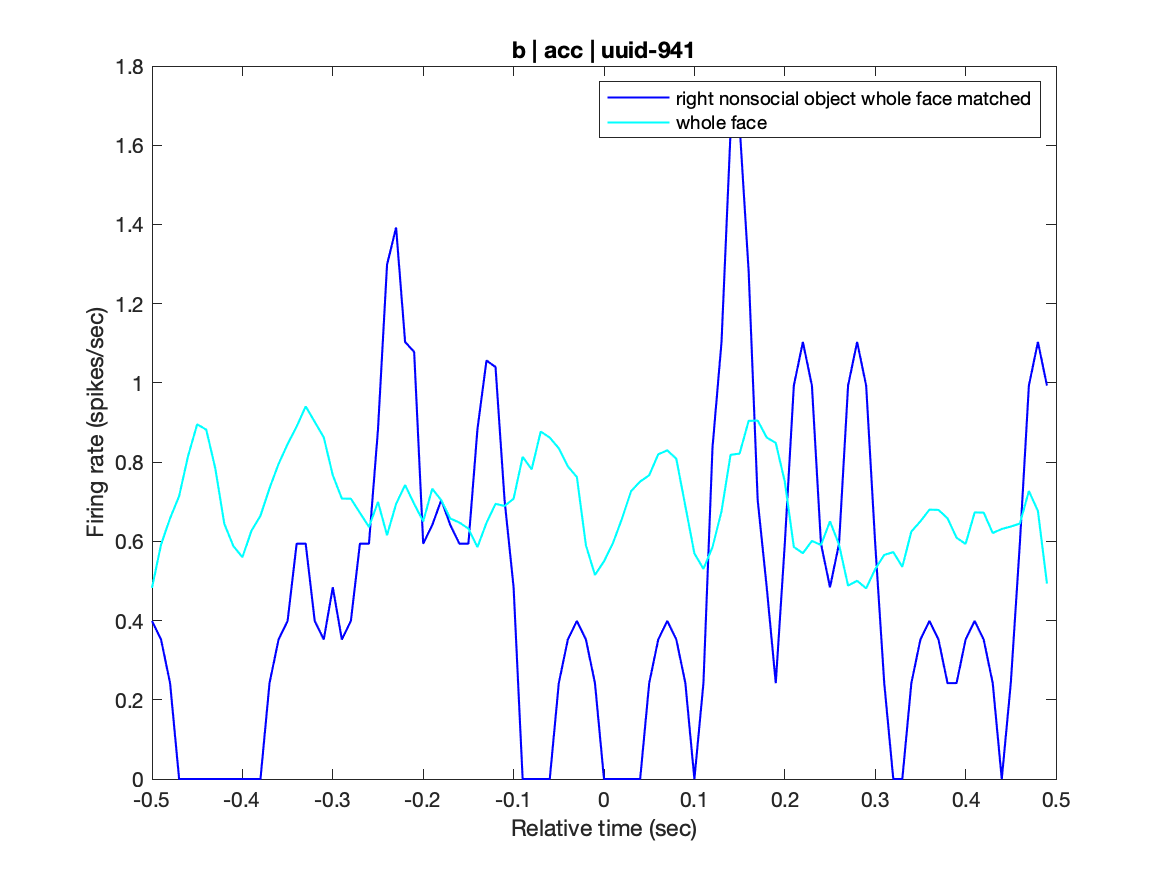 b | acc | uuid-941
right nonsocial object whole face matched
whole face
Firing rate (spikes/sec)
1.8
1.6
1.4
1.2
1
0.8
0.6
0.4
0.2
0
-0.5 -0.4 -0.3 -0.2 -0.1 0 0.1 0.2 0.3 0.4 0.5
Relative time (sec)